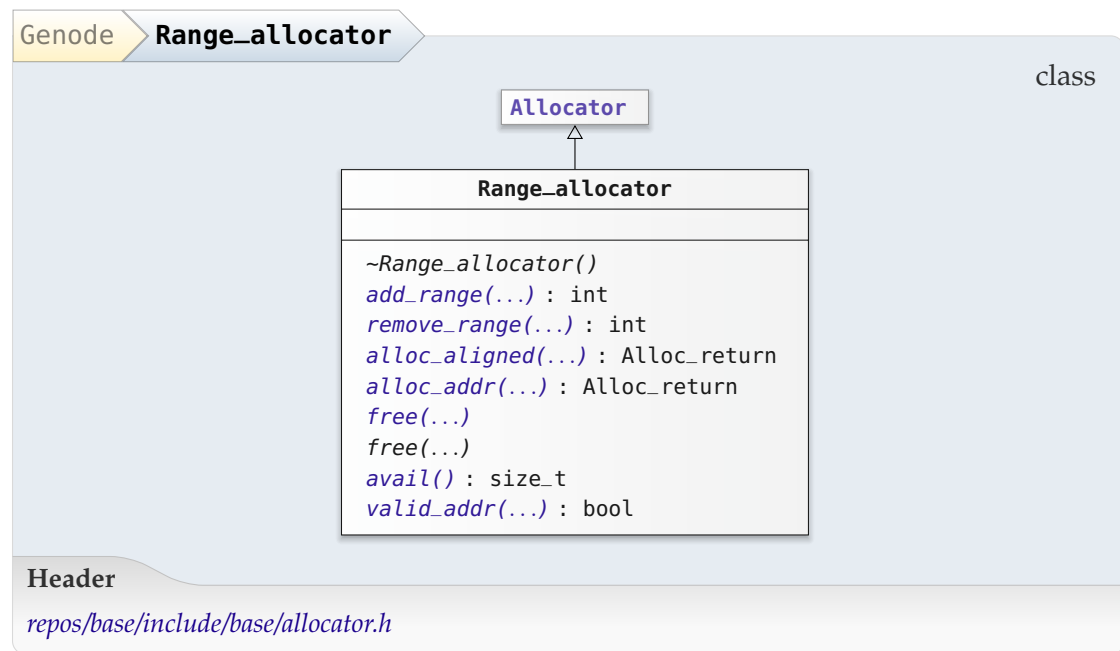 Genode Range_allocator
class
Allocator
Range_allocator
~Range_allocator()
add_range(...) : int
remove_range(...) : int
alloc_aligned(...) : Alloc_return
alloc_addr(...) : Alloc_return
free(...)
free(...)
avail() : size_t
valid_addr(...) : bool
Header
repos/base/include/base/allocator.h